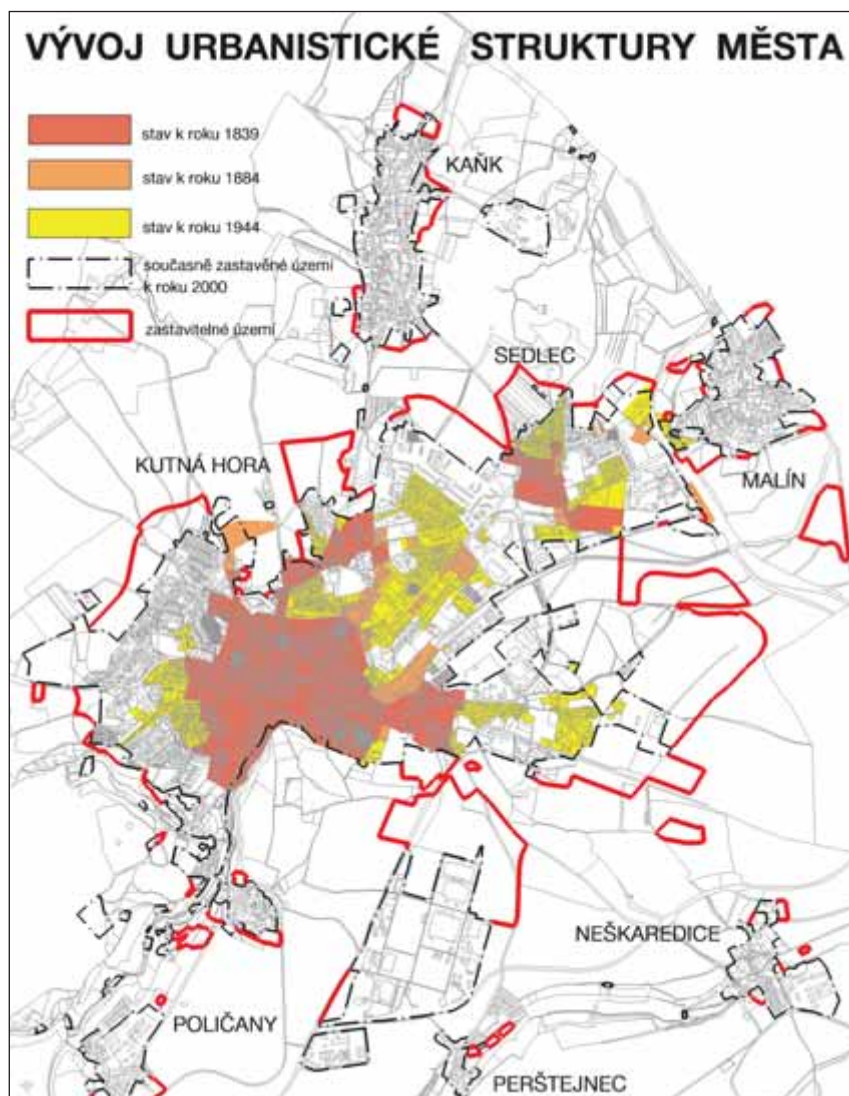 VÝVOJ URBANISTICKÉ STRUKTURY MĚSTA
stav k roku 1839
stav k roku 1884
stav k roku 1944
současně zastavěné území
k roku 2000
zastavitelné území
KAŇK
SEDLEC
KUTNÁ HORA
MALÍN
NEŠKAREDICE
POLIČANY
PERŠTEJNEC